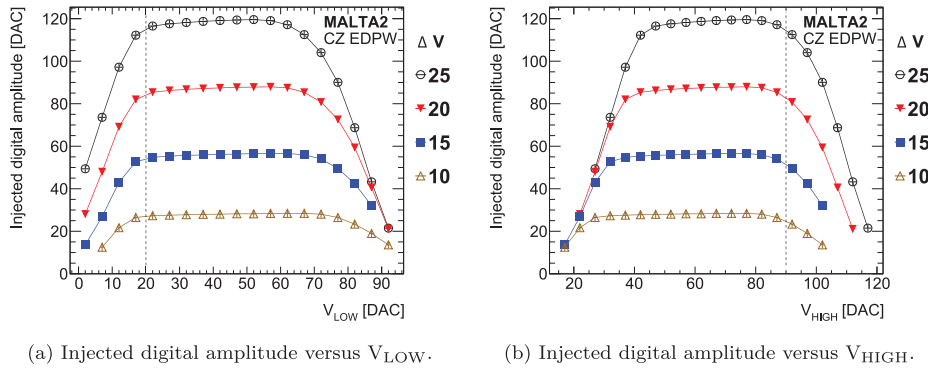 Injected digital amplitude [DAC]
120
100
80
60
40
20
0
0 10 20 30 40 50 60 70 80 90
V_LOW [DAC]
MALTA2
CZ EDPW
Δ V
25
20
15
10
Injected digital amplitude [DAC]
120
100
80
60
40
20
0
20 40 60 80 100 120
V_HIGH [DAC]
MALTA2
CZ EDPW
Δ V
25
20
15
10
(a) Injected digital amplitude versus V_LOW.
(b) Injected digital amplitude versus V_HIGH.